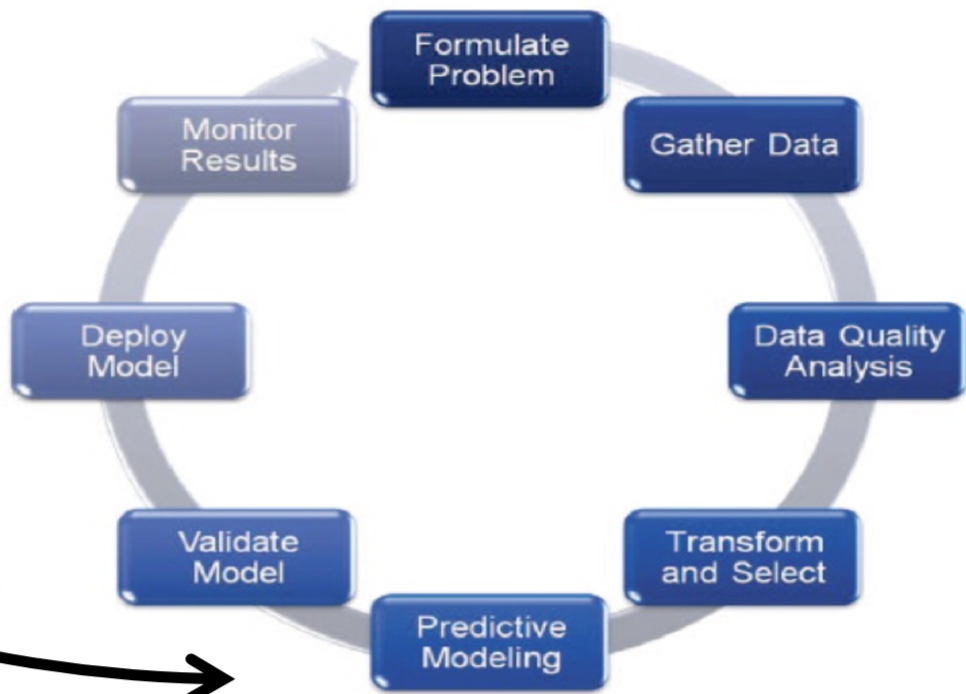 Formulate
Problem
Gather Data
Data Quality
Analysis
Transform
and Select
Predictive
Modeling
Validate
Model
Deploy
Model
Monitor
Results